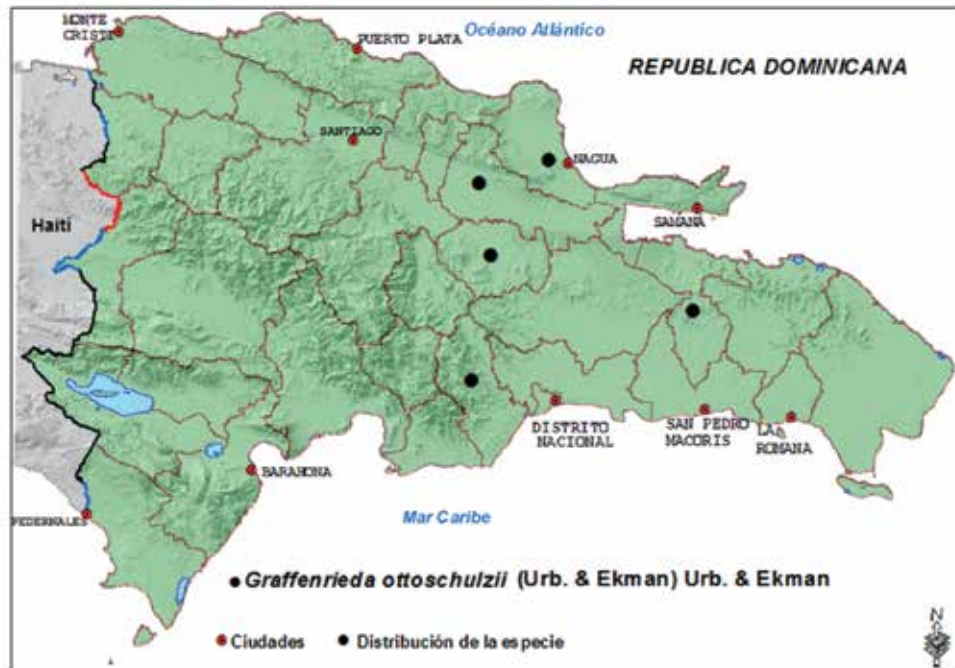 MONTE
CRISTI
PUERTO PLATA
Océano Atlántico
REPUBLICA DOMINICANA
SANTIAGO
NAGUA
Haití
SAMANA
DISTRITO
NACIONAL
SAN PEDRO
MACORIS
LA
ROMANA
BARAHONA
PEDERNALES
Mar Caribe
Graffenrieda ottoschulzii (Urb. & Ekman) Urb. & Ekman
Ciudades
Distribución de la especie
N